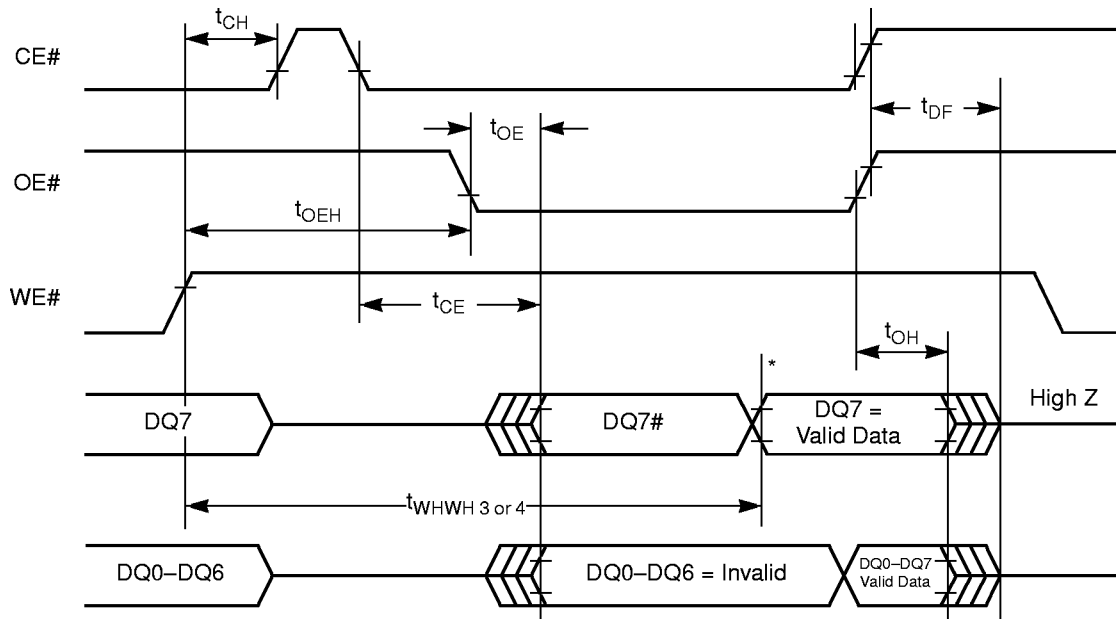 tCH
CE#
tDF
tOE
OE#
tOEH
WE#
tCE
tOH
*
DQ7
DQ7#
DQ7 =
Valid Data
High Z
tWHWH 3 or 4
DQ0–DQ6
DQ0–DQ6 = Invalid
DQ0–DQ7
Valid Data